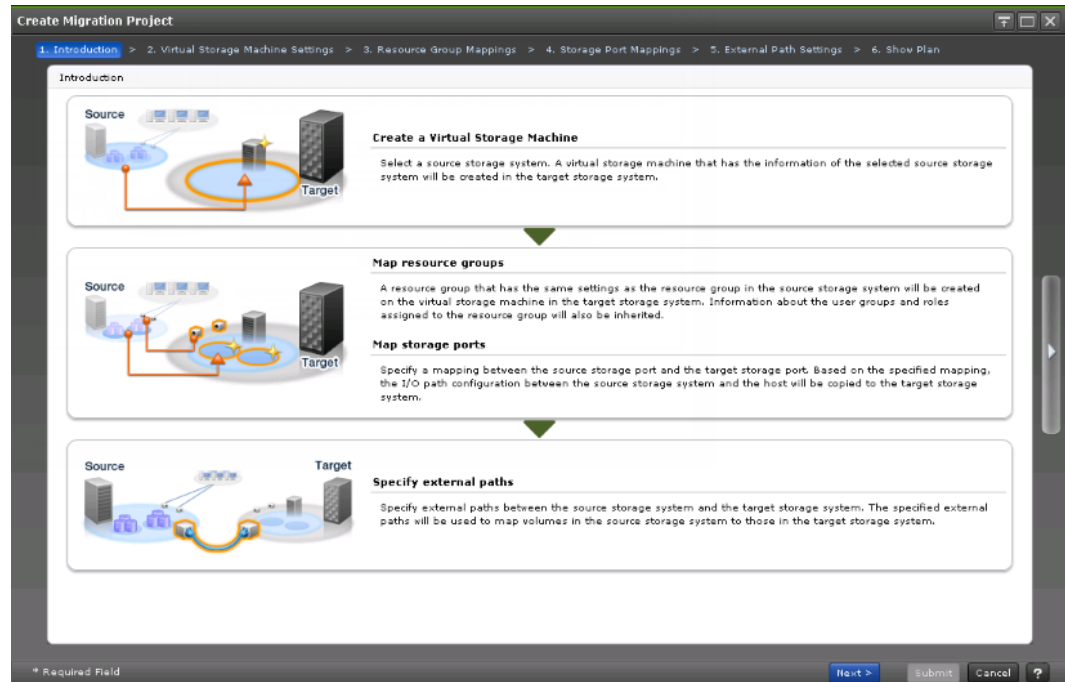 Create Migration Project
1. Introduction > 2. Virtual Storage Machine Settings > 3. Resource Group Mappings > 4. Storage Port Mappings > 5. External Path Settings > 6. Show Plan
Introduction
Source
Target
Create a Virtual Storage Machine
Select a source storage system. A virtual storage machine that has the information of the selected source storage
system will be created in the target storage system.
Source
Target
Map resource groups
A resource group that has the same settings as the resource group in the source storage system will be created
on the virtual storage machine in the target storage system. Information about the user groups and roles
assigned to the resource group will also be inherited.
Map storage ports
Specify a mapping between the source storage port and the target storage port. Based on the specified mapping,
the I/O path configuration between the source storage system and the host will be copied to the target storage
system.
Source
Target
Specify external paths
Specify external paths between the source storage system and the target storage system. The specified external
paths will be used to map volumes in the source storage system to those in the target storage system.
* Required Field
Next >
Submit
Cancel
?